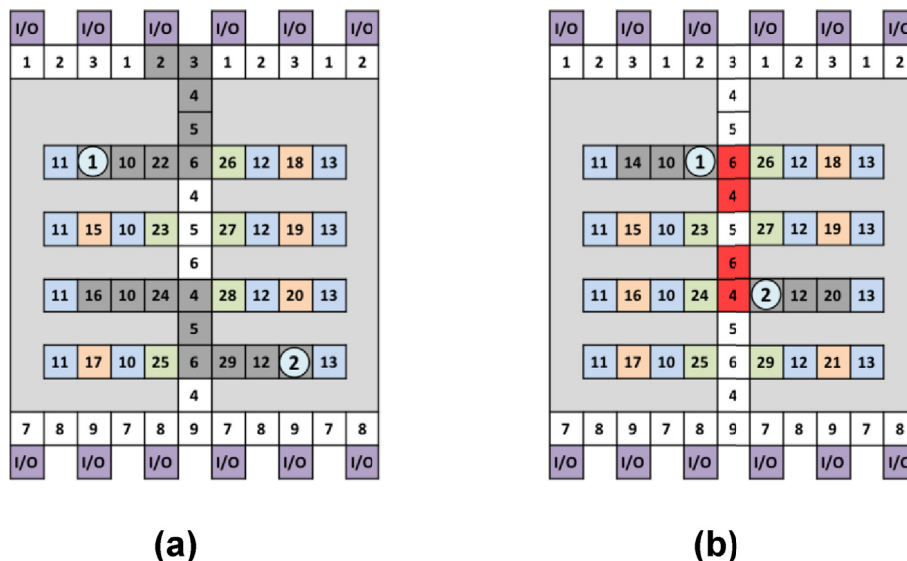 I/O I/O I/O I/O I/O I/O I/O I/O
1 2 3 1 2 3 1 2 3 1 2 1 2 3 1 2 3 1 2 3 1 2
4 4
5 5
11 1 10 22 6 26 12 18 13 11 14 10 1 6 26 12 18 13
4 4
11 15 10 23 5 27 12 19 13 11 15 10 23 5 27 12 19 13
6 6
11 16 10 24 4 28 12 20 13 11 16 10 24 4 2 12 20 13
5 5
11 17 10 25 6 29 12 2 13 11 17 10 25 6 29 12 21 13
4 4
7 8 9 7 8 9 7 8 9 7 8 7 8 9 7 8 9 7 8 9 7 8
I/O I/O I/O I/O I/O I/O I/O I/O I/O I/O I/O I/O
(a) (b)